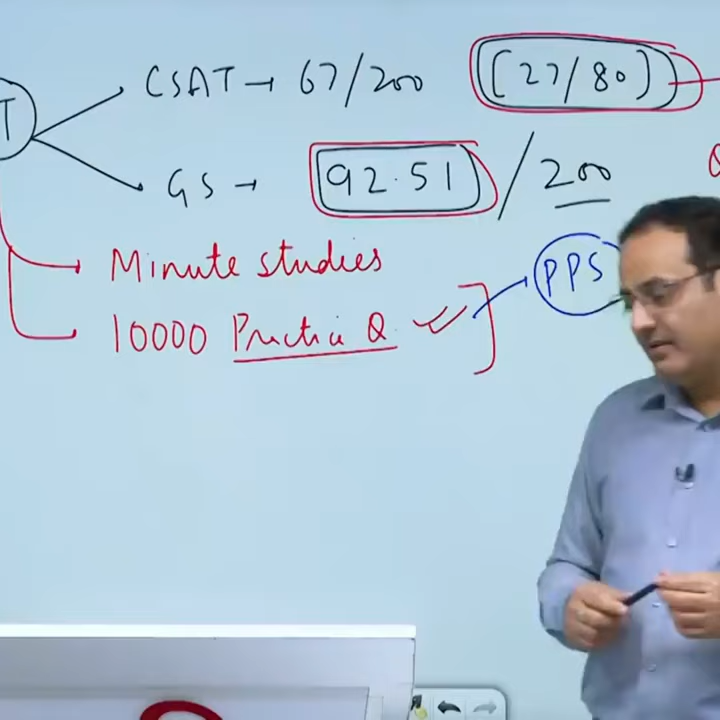 T
CSAT → 67/200 [27/80]
GS → 92.51 / 200
Minute studies
10000 Practice Q. PPS